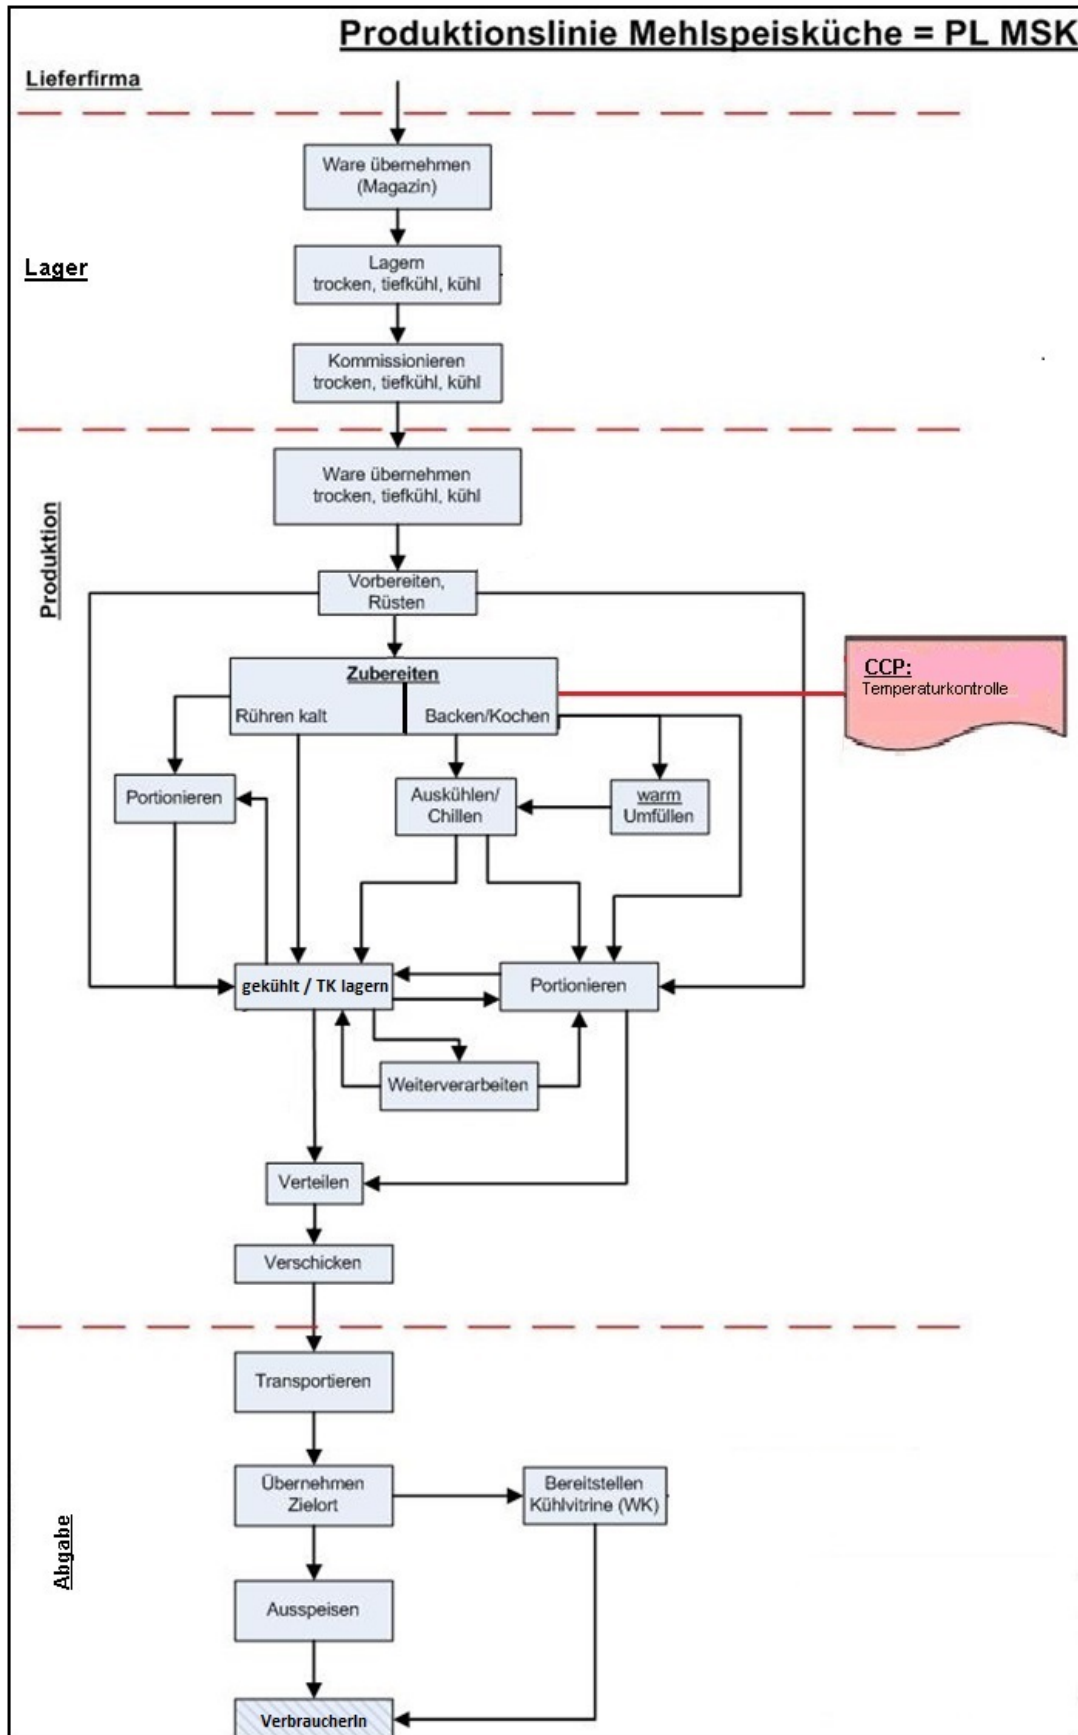 Produktionslinie Mehlspeisküche = PL MSK
Lieferfirma
Ware übernehmen
(Magazin)
Lager
Lagern
trocken, tiefkühl, kühl
Kommissionieren
trocken, tiefkühl, kühl
Produktion
Ware übernehmen
trocken, tiefkühl, kühl
Vorbereiten,
Rüsten
Zubereiten
Rühren kalt
Backen/Kochen
CCP:
Temperaturkontrolle
Portionieren
Auskühlen/
Chillen
warm
Umfüllen
gekühlt / TK lagern
Portionieren
Weiterverarbeiten
Verteilen
Verschicken
Abgabe
Transportieren
Übernehmen
Zielort
Bereitstellen
Kühlvitrine (WK)
Ausspeisen
VerbraucherIn